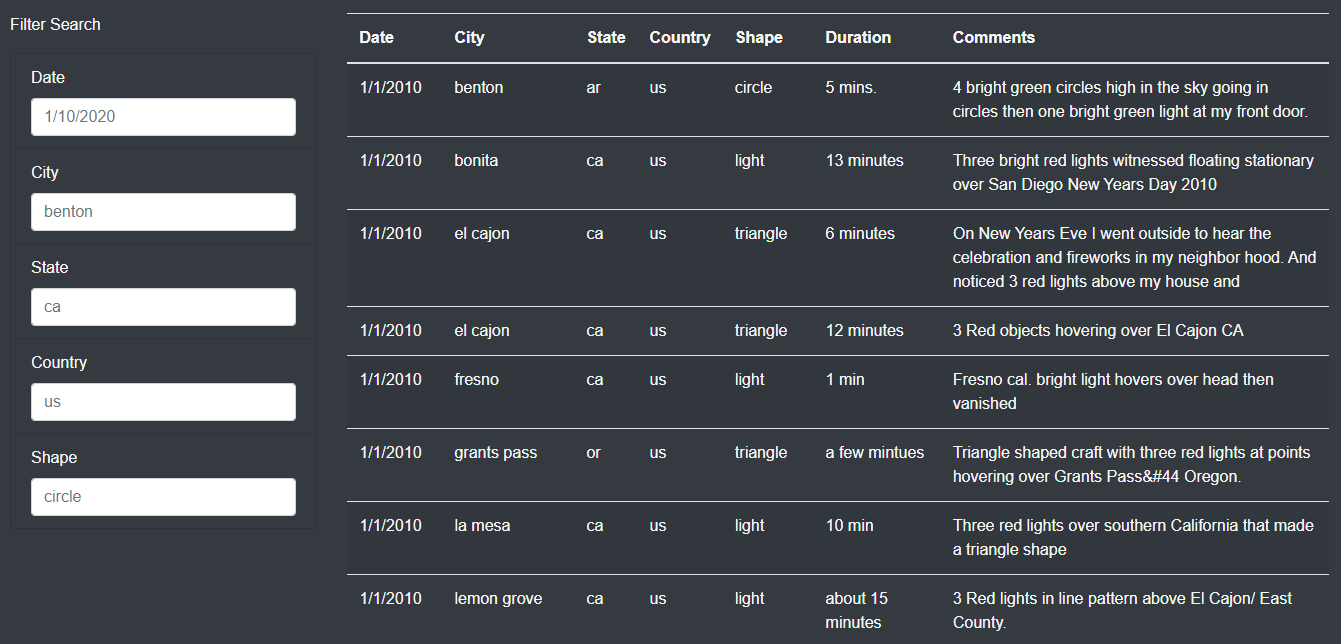 Filter Search
Date
1/10/2020
City
benton
State
ca
Country
us
Shape
circle
Date City State Country Shape Duration Comments
1/1/2010 benton ar us circle 5 mins. 4 bright green circles high in the sky going in
circles then one bright green light at my front door.
1/1/2010 bonita ca us light 13 minutes Three bright red lights witnessed floating stationary
over San Diego New Years Day 2010
1/1/2010 el cajon ca us triangle 6 minutes On New Years Eve I went outside to hear the
celebration and fireworks in my neighbor hood. And
noticed 3 red lights above my house and
1/1/2010 el cajon ca us triangle 12 minutes 3 Red objects hovering over El Cajon CA
1/1/2010 fresno ca us light 1 min Fresno cal. bright light hovers over head then
vanished
1/1/2010 grants pass or us triangle a few mintues Triangle shaped craft with three red lights at points
hovering over Grants Pass&#44 Oregon.
1/1/2010 la mesa ca us light 10 min Three red lights over southern California that made
a triangle shape
1/1/2010 lemon grove ca us light about 15 3 Red lights in line pattern above El Cajon/ East
minutes County.